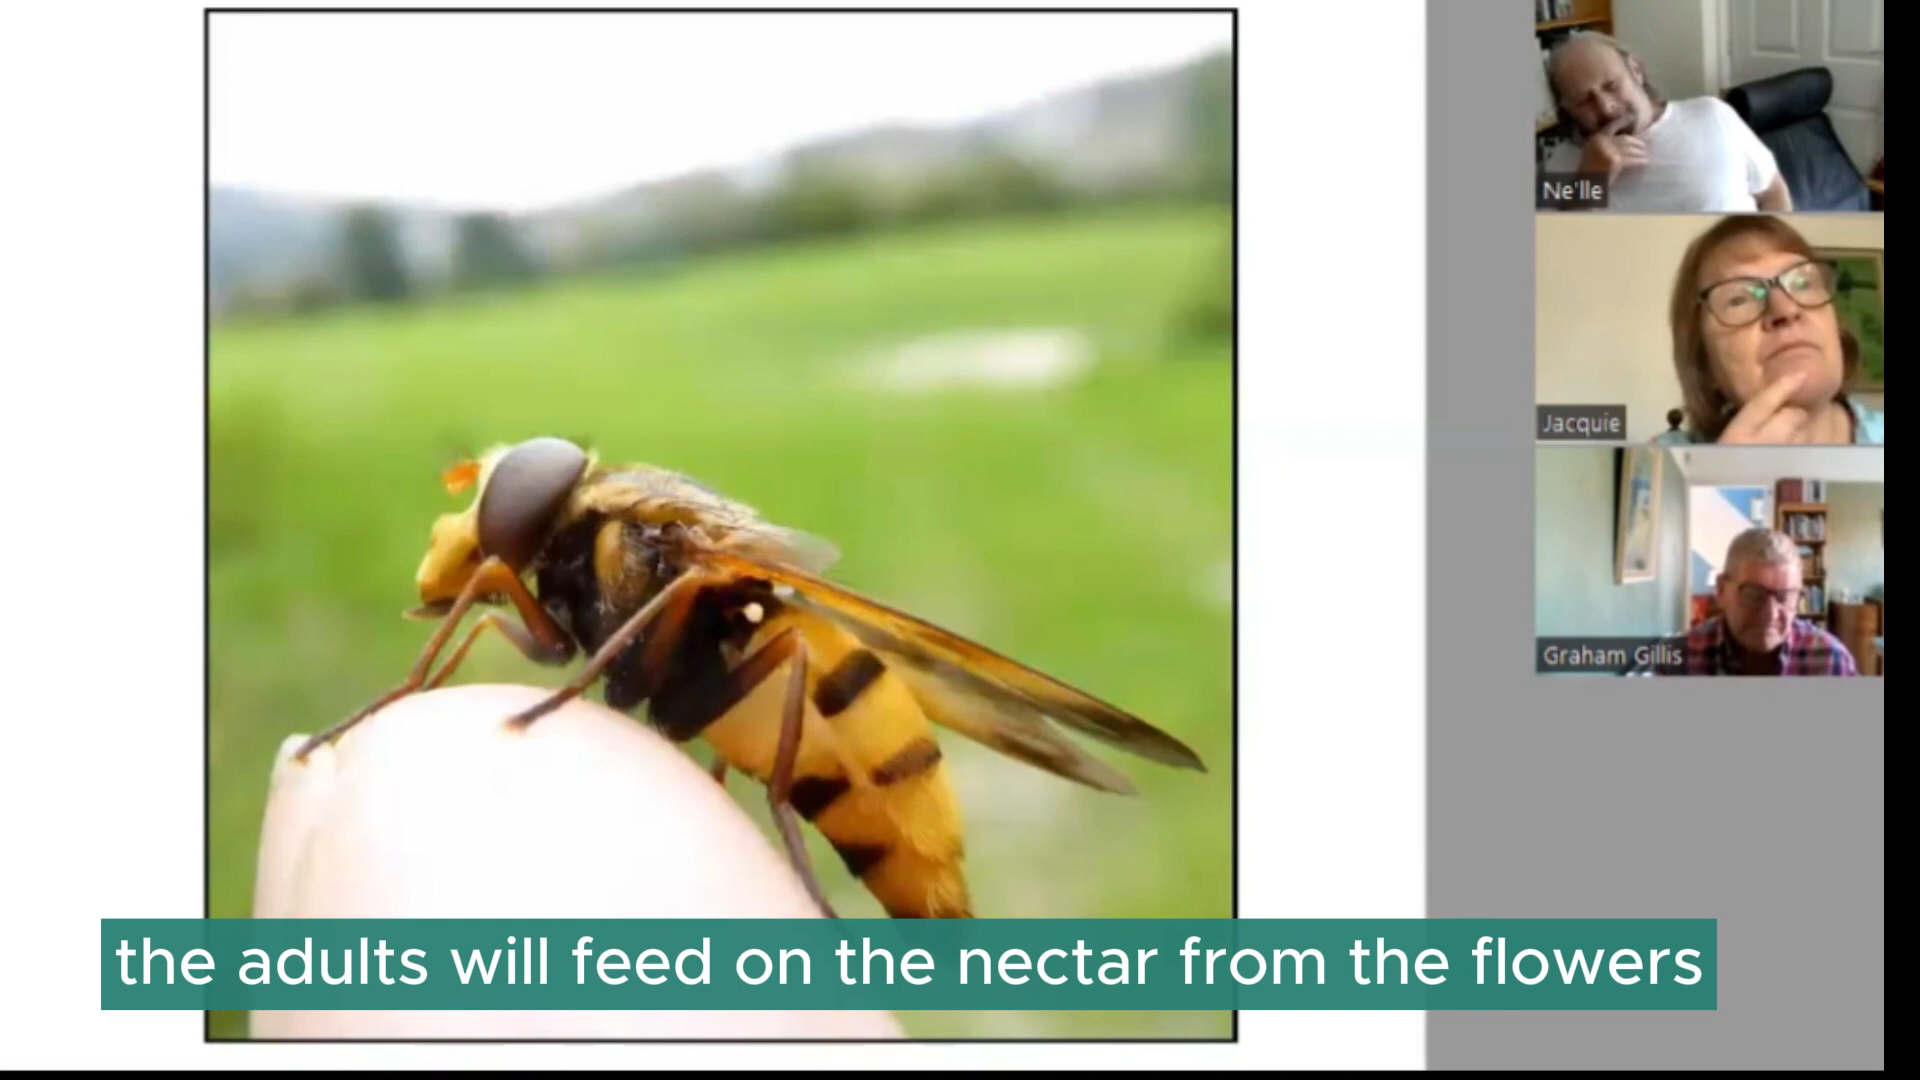 Ne'lle
Jacquie
Graham Gillis
the adults will feed on the nectar from the flowers